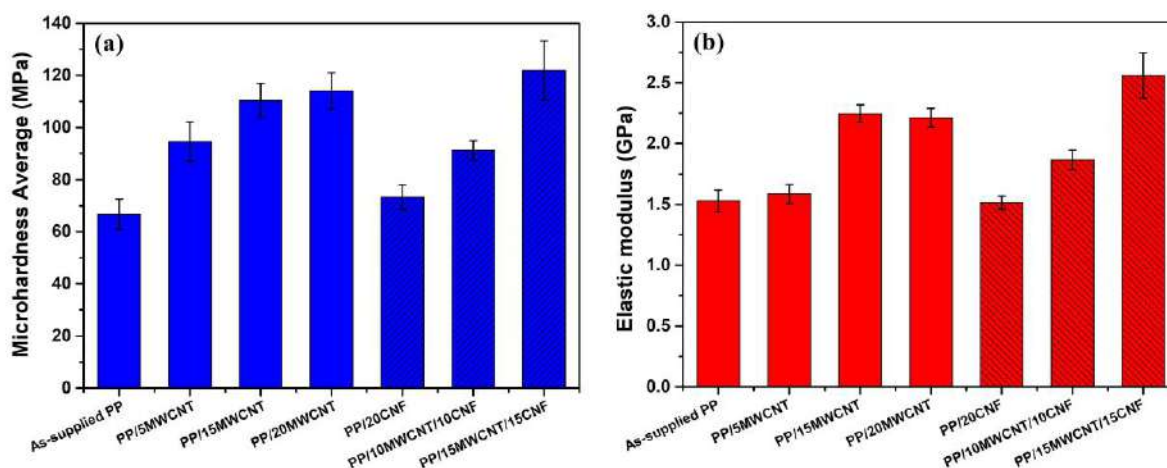 (a)
Microhardness Average (MPa)
140
120
100
80
60
40
20
0
As-supplied PP
PP/5MWCNT
PP/15MWCNT
PP/20MWCNT
PP/20CNF
PP/10MWCNT/10CNF
PP/15MWCNT/15CNF
(b)
Elastic modulus (GPa)
3.0
2.5
2.0
1.5
1.0
0.5
0.0
As-supplied PP
PP/5MWCNT
PP/15MWCNT
PP/20MWCNT
PP/20CNF
PP/10MWCNT/10CNF
PP/15MWCNT/15CNF